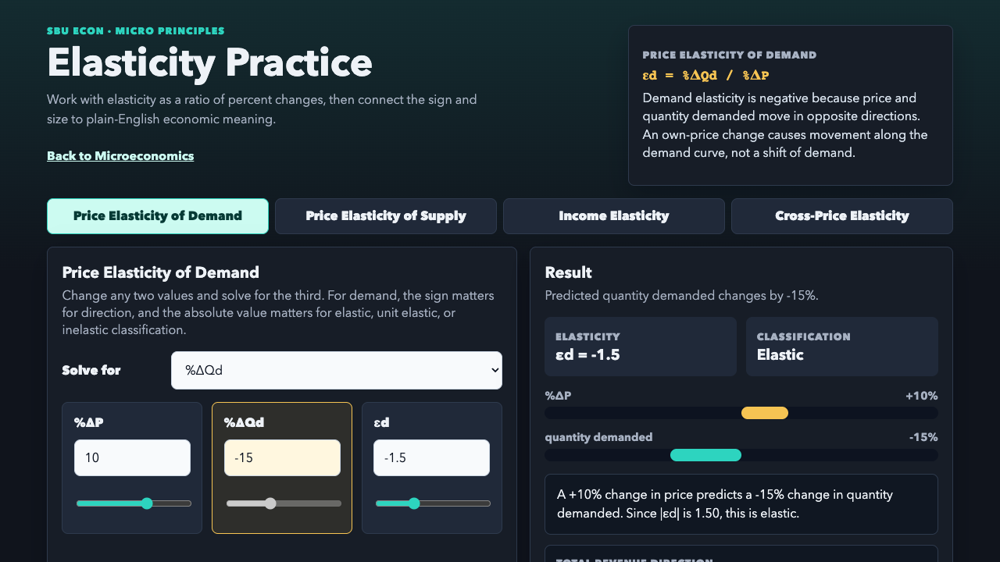 SBU ECON • MICRO PRINCIPLES
Elasticity Practice
Work with elasticity as a ratio of percent changes, then connect the sign and
size to plain-English economic meaning.
Back to Microeconomics
PRICE ELASTICITY OF DEMAND
εd = %ΔQd / %ΔP
Demand elasticity is negative because price and
quantity demanded move in opposite directions.
An own-price change causes movement along the
demand curve, not a shift of demand.
Price Elasticity of Demand
Price Elasticity of Supply
Income Elasticity
Cross-Price Elasticity
Price Elasticity of Demand
Change any two values and solve for the third. For demand, the sign matters
for direction, and the absolute value matters for elastic, unit elastic, or
inelastic classification.
Solve for
%ΔQd
%ΔP
%ΔQd
εd
10
-15
-1.5
Result
Predicted quantity demanded changes by -15%.
ELASTICITY
εd = -1.5
CLASSIFICATION
Elastic
%ΔP
+10%
quantity demanded
-15%
A +10% change in price predicts a -15% change in quantity
demanded. Since |εd| is 1.50, this is elastic.
TOTAL REVENUE DIRECTION